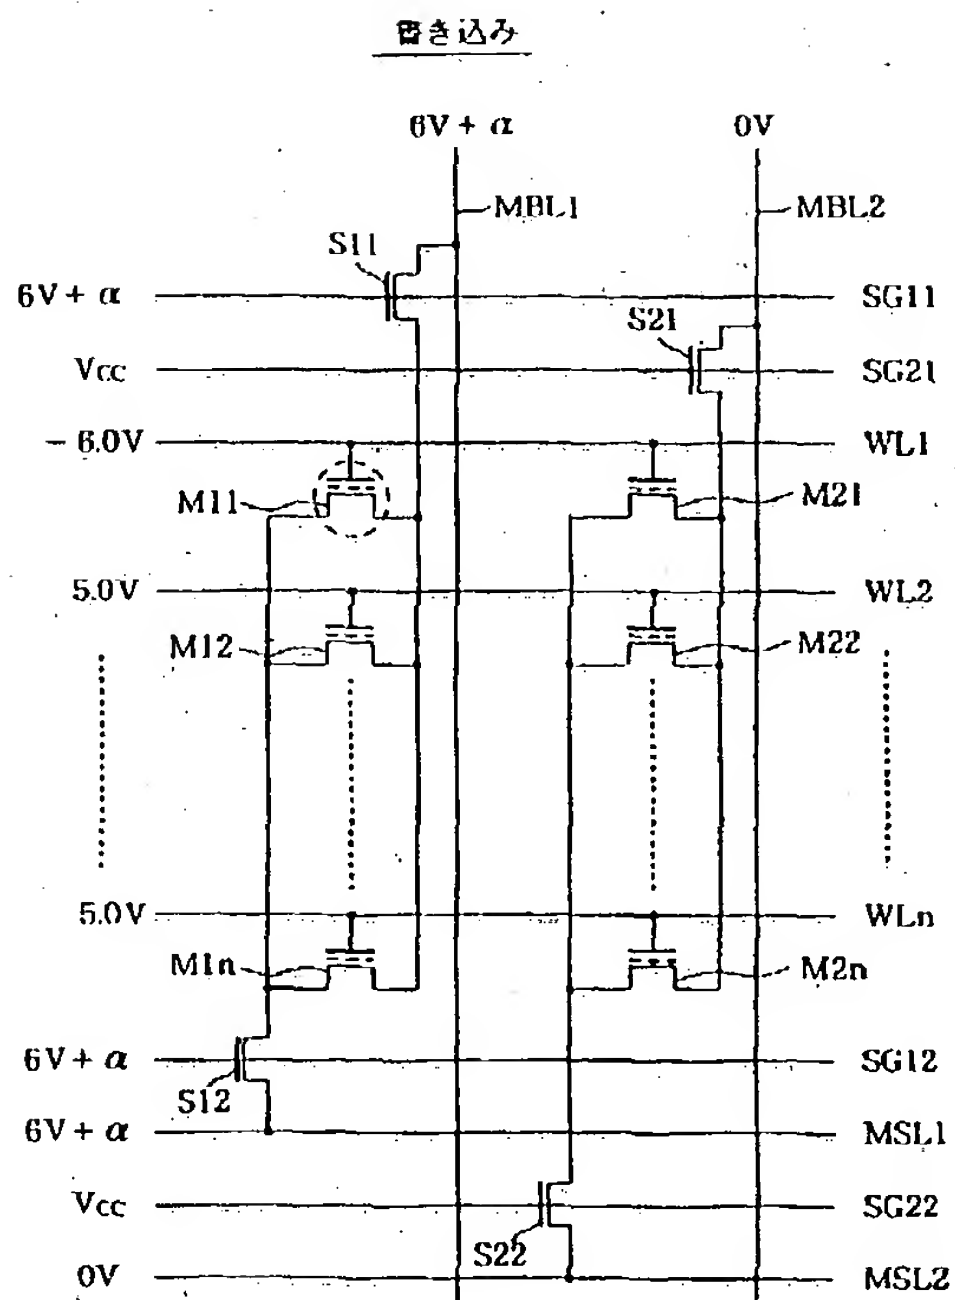 書き込み
6V + α 0V
MBL1 MBL2
S11
6V + α SG11
S21
Vcc SG21
- 6.0V WL1
M11 M21
5.0V WL2
M12 M22
5.0V WLn
M1n M2n
6V + α SG12
S12
6V + α MSL1
Vcc SG22
S22
0V MSL2